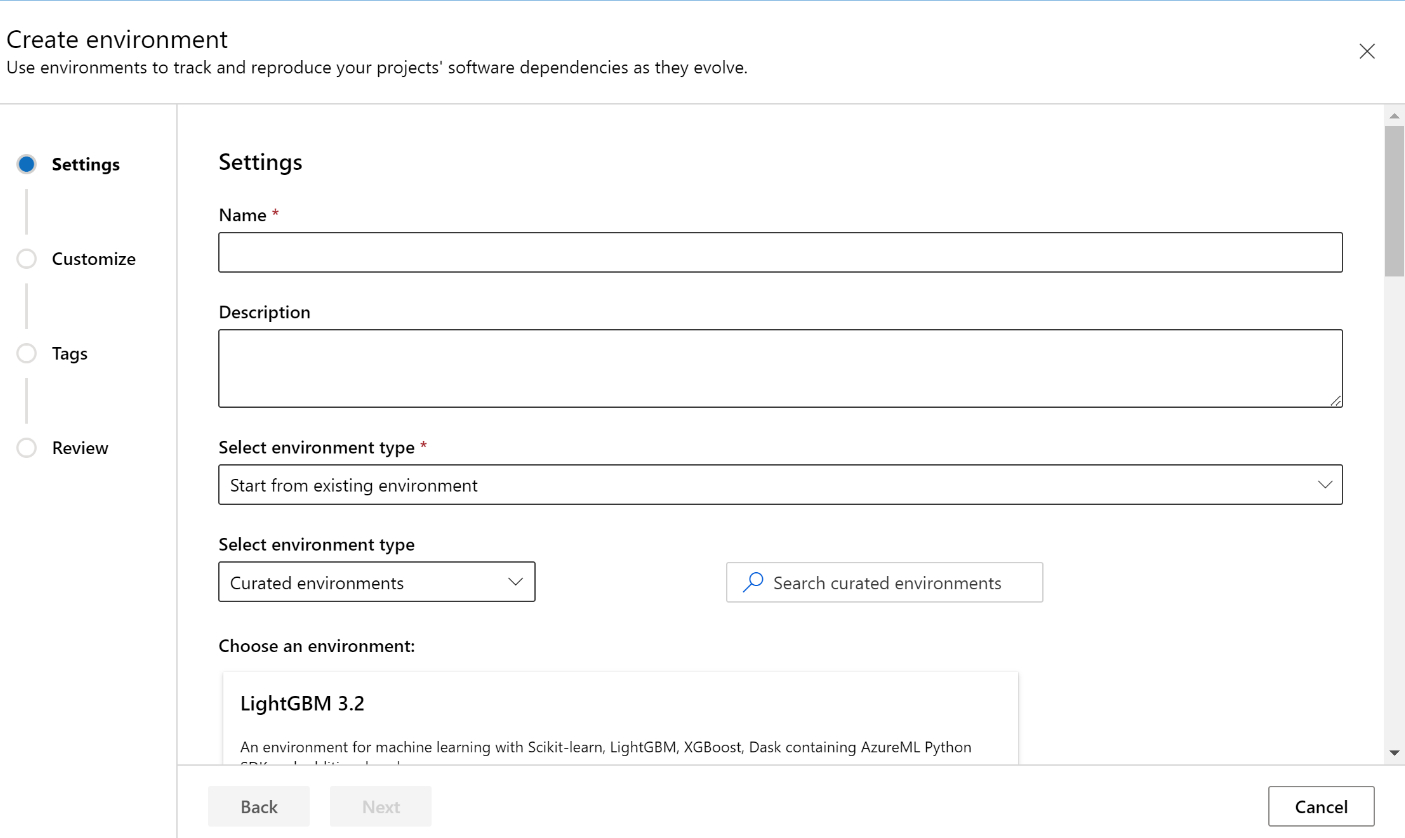 Create environment
Use environments to track and reproduce your projects' software dependencies as they evolve.
Settings
Customize
Tags
Review
Settings
Name *
Description
Select environment type *
Start from existing environment
Select environment type
Curated environments
Search curated environments
Choose an environment:
LightGBM 3.2
An environment for machine learning with Scikit-learn, LightGBM, XGBoost, Dask containing AzureML Python
Back
Next
Cancel